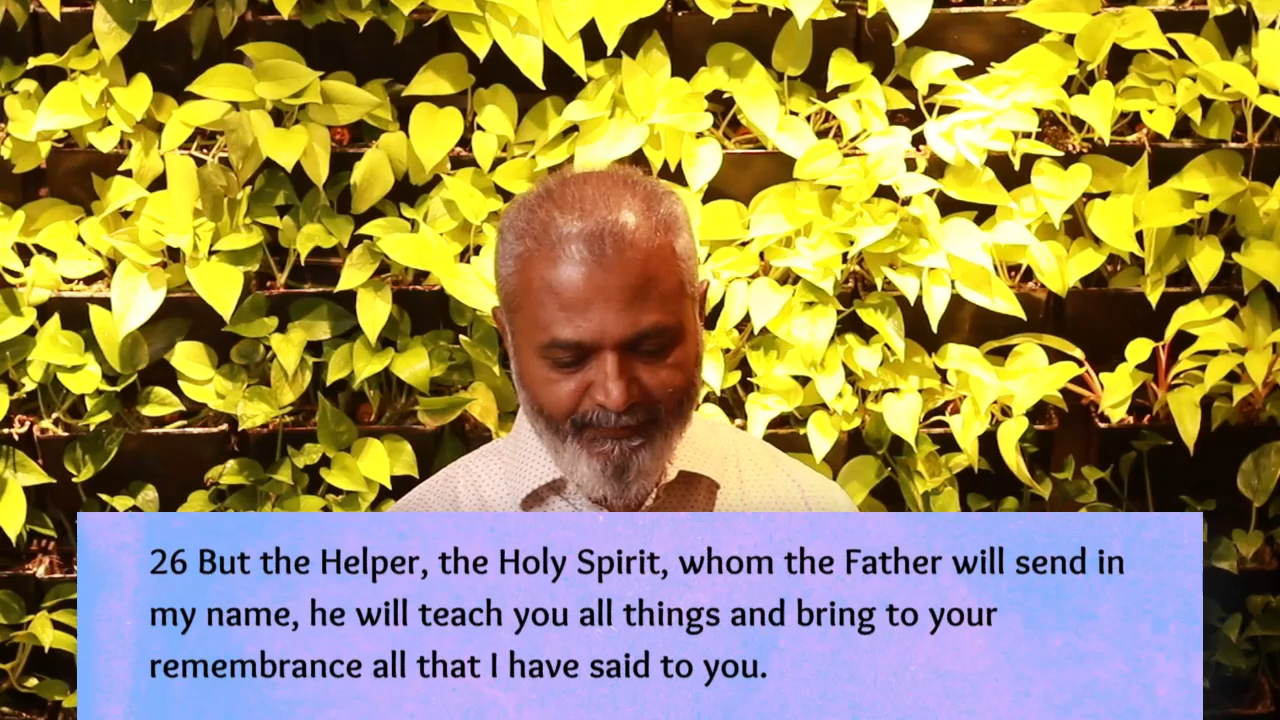 26 But the Helper, the Holy Spirit, whom the Father will send in
my name, he will teach you all things and bring to your
remembrance all that I have said to you.